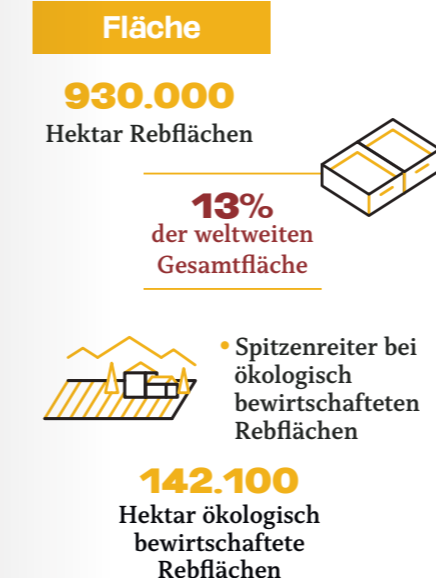 Fläche
930.000
Hektar Rebflächen
13%
der weltweiten
Gesamtfläche
• Spitzenreiter bei
ökologisch
bewirtschafteten
Rebflächen
142.100
Hektar ökologisch
bewirtschaftete
Rebflächen